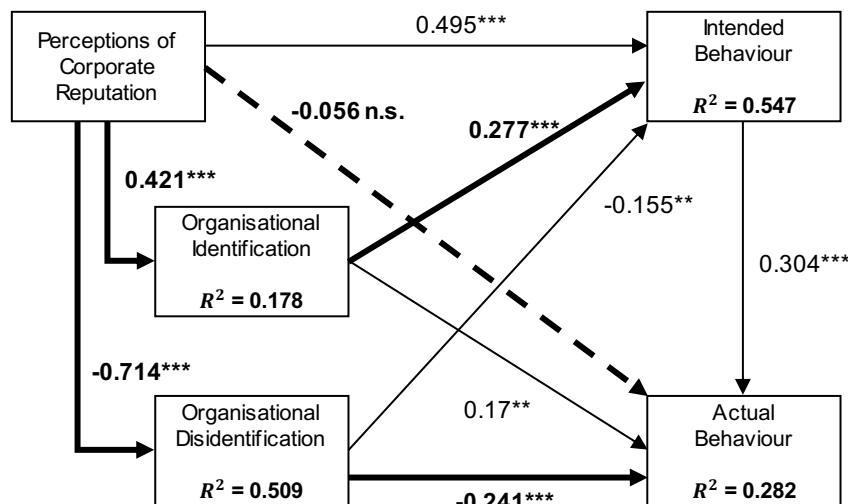 Perceptions of
Corporate
Reputation
0.495***
Intended
Behaviour
R² = 0.547
-0.056 n.s.
0.277***
0.421***
Organisational
Identification
R² = 0.178
-0.155**
0.304***
-0.714***
Organisational
Disidentification
R² = 0.509
0.17**
-0.241***
Actual
Behaviour
R² = 0.282